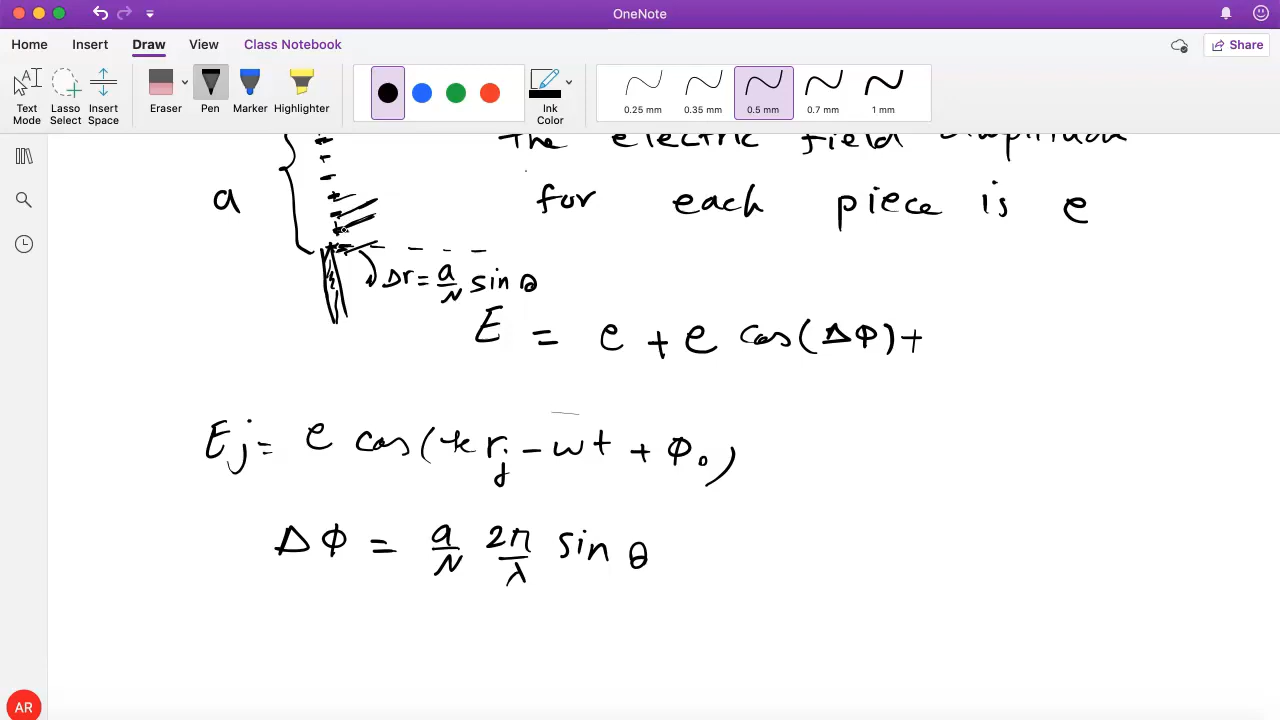 OneNote
Home Insert Draw View Class Notebook Share
Text Mode Lasso Select Insert Space Eraser Pen Marker Highlighter Ink Color 0.25 mm 0.35 mm 0.5 mm 0.7 mm 1 mm
The electric field amplitude
a for each piece is e
Δr = a/N sin θ
E = e + e cos(ΔΦ) +
Ej = e cos(k rj - ωt + Φ₀)
ΔΦ = a/N 2π/λ sin θ
AR